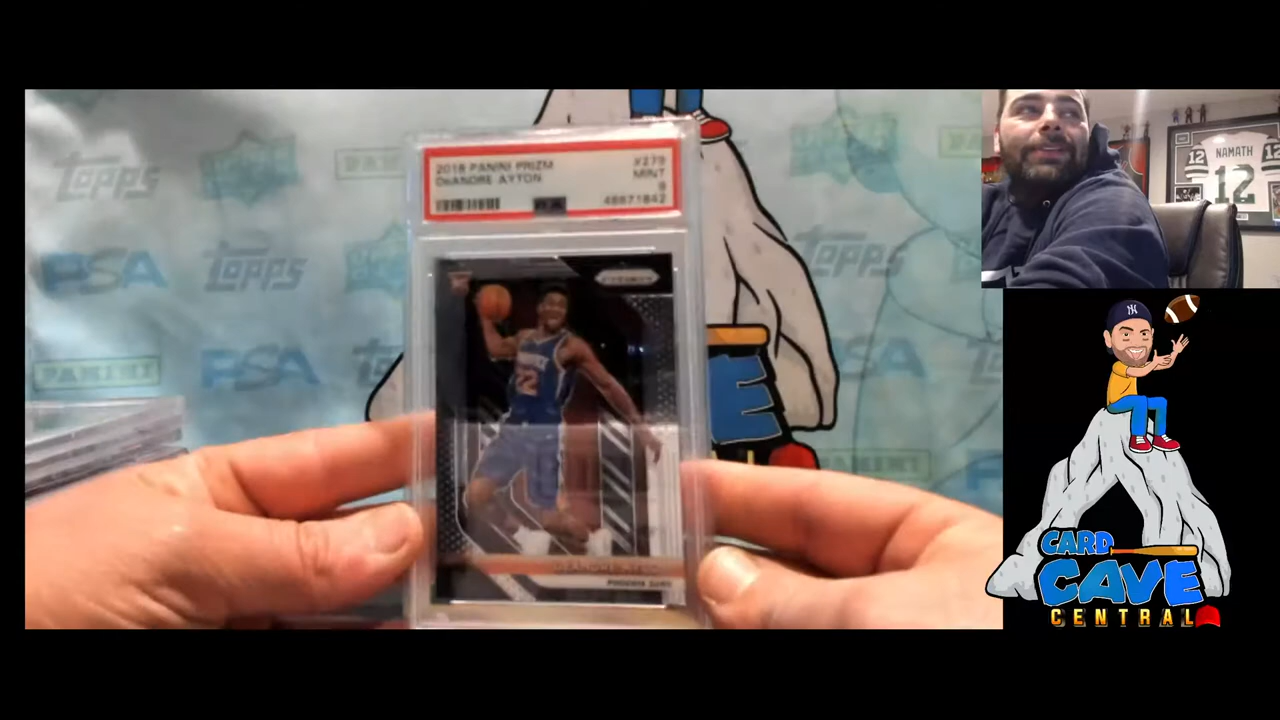 2018 PANINI PRIZM
#279
DEANDRE AYTON
MINT
9
48671842
PRIZM
22
DEANDRE AYTON
PHOENIX SUNS
TOPPS
PSA
TOPPS
PANINI
PSA
TOPPS
PANINI
NAMATH
12
12
12
NY
CARD
CAVE
CENTRAL